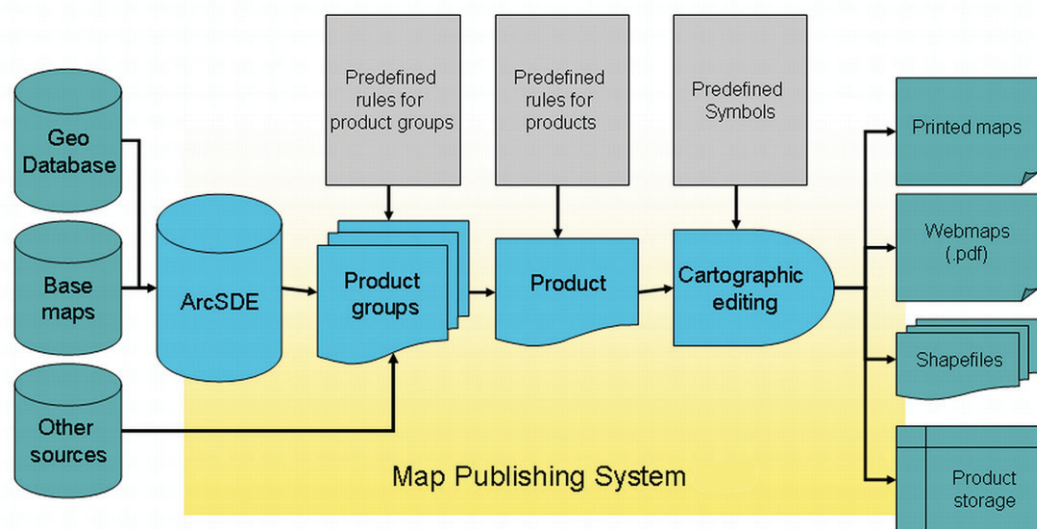 Geo
Database
Base
maps
Other
sources
ArcSDE
Predefined
rules for
product groups
Predefined
rules for
products
Predefined
Symbols
Product
groups
Product
Cartographic
editing
Printed maps
Webmaps
(.pdf)
Shapefiles
Product
storage
Map Publishing System